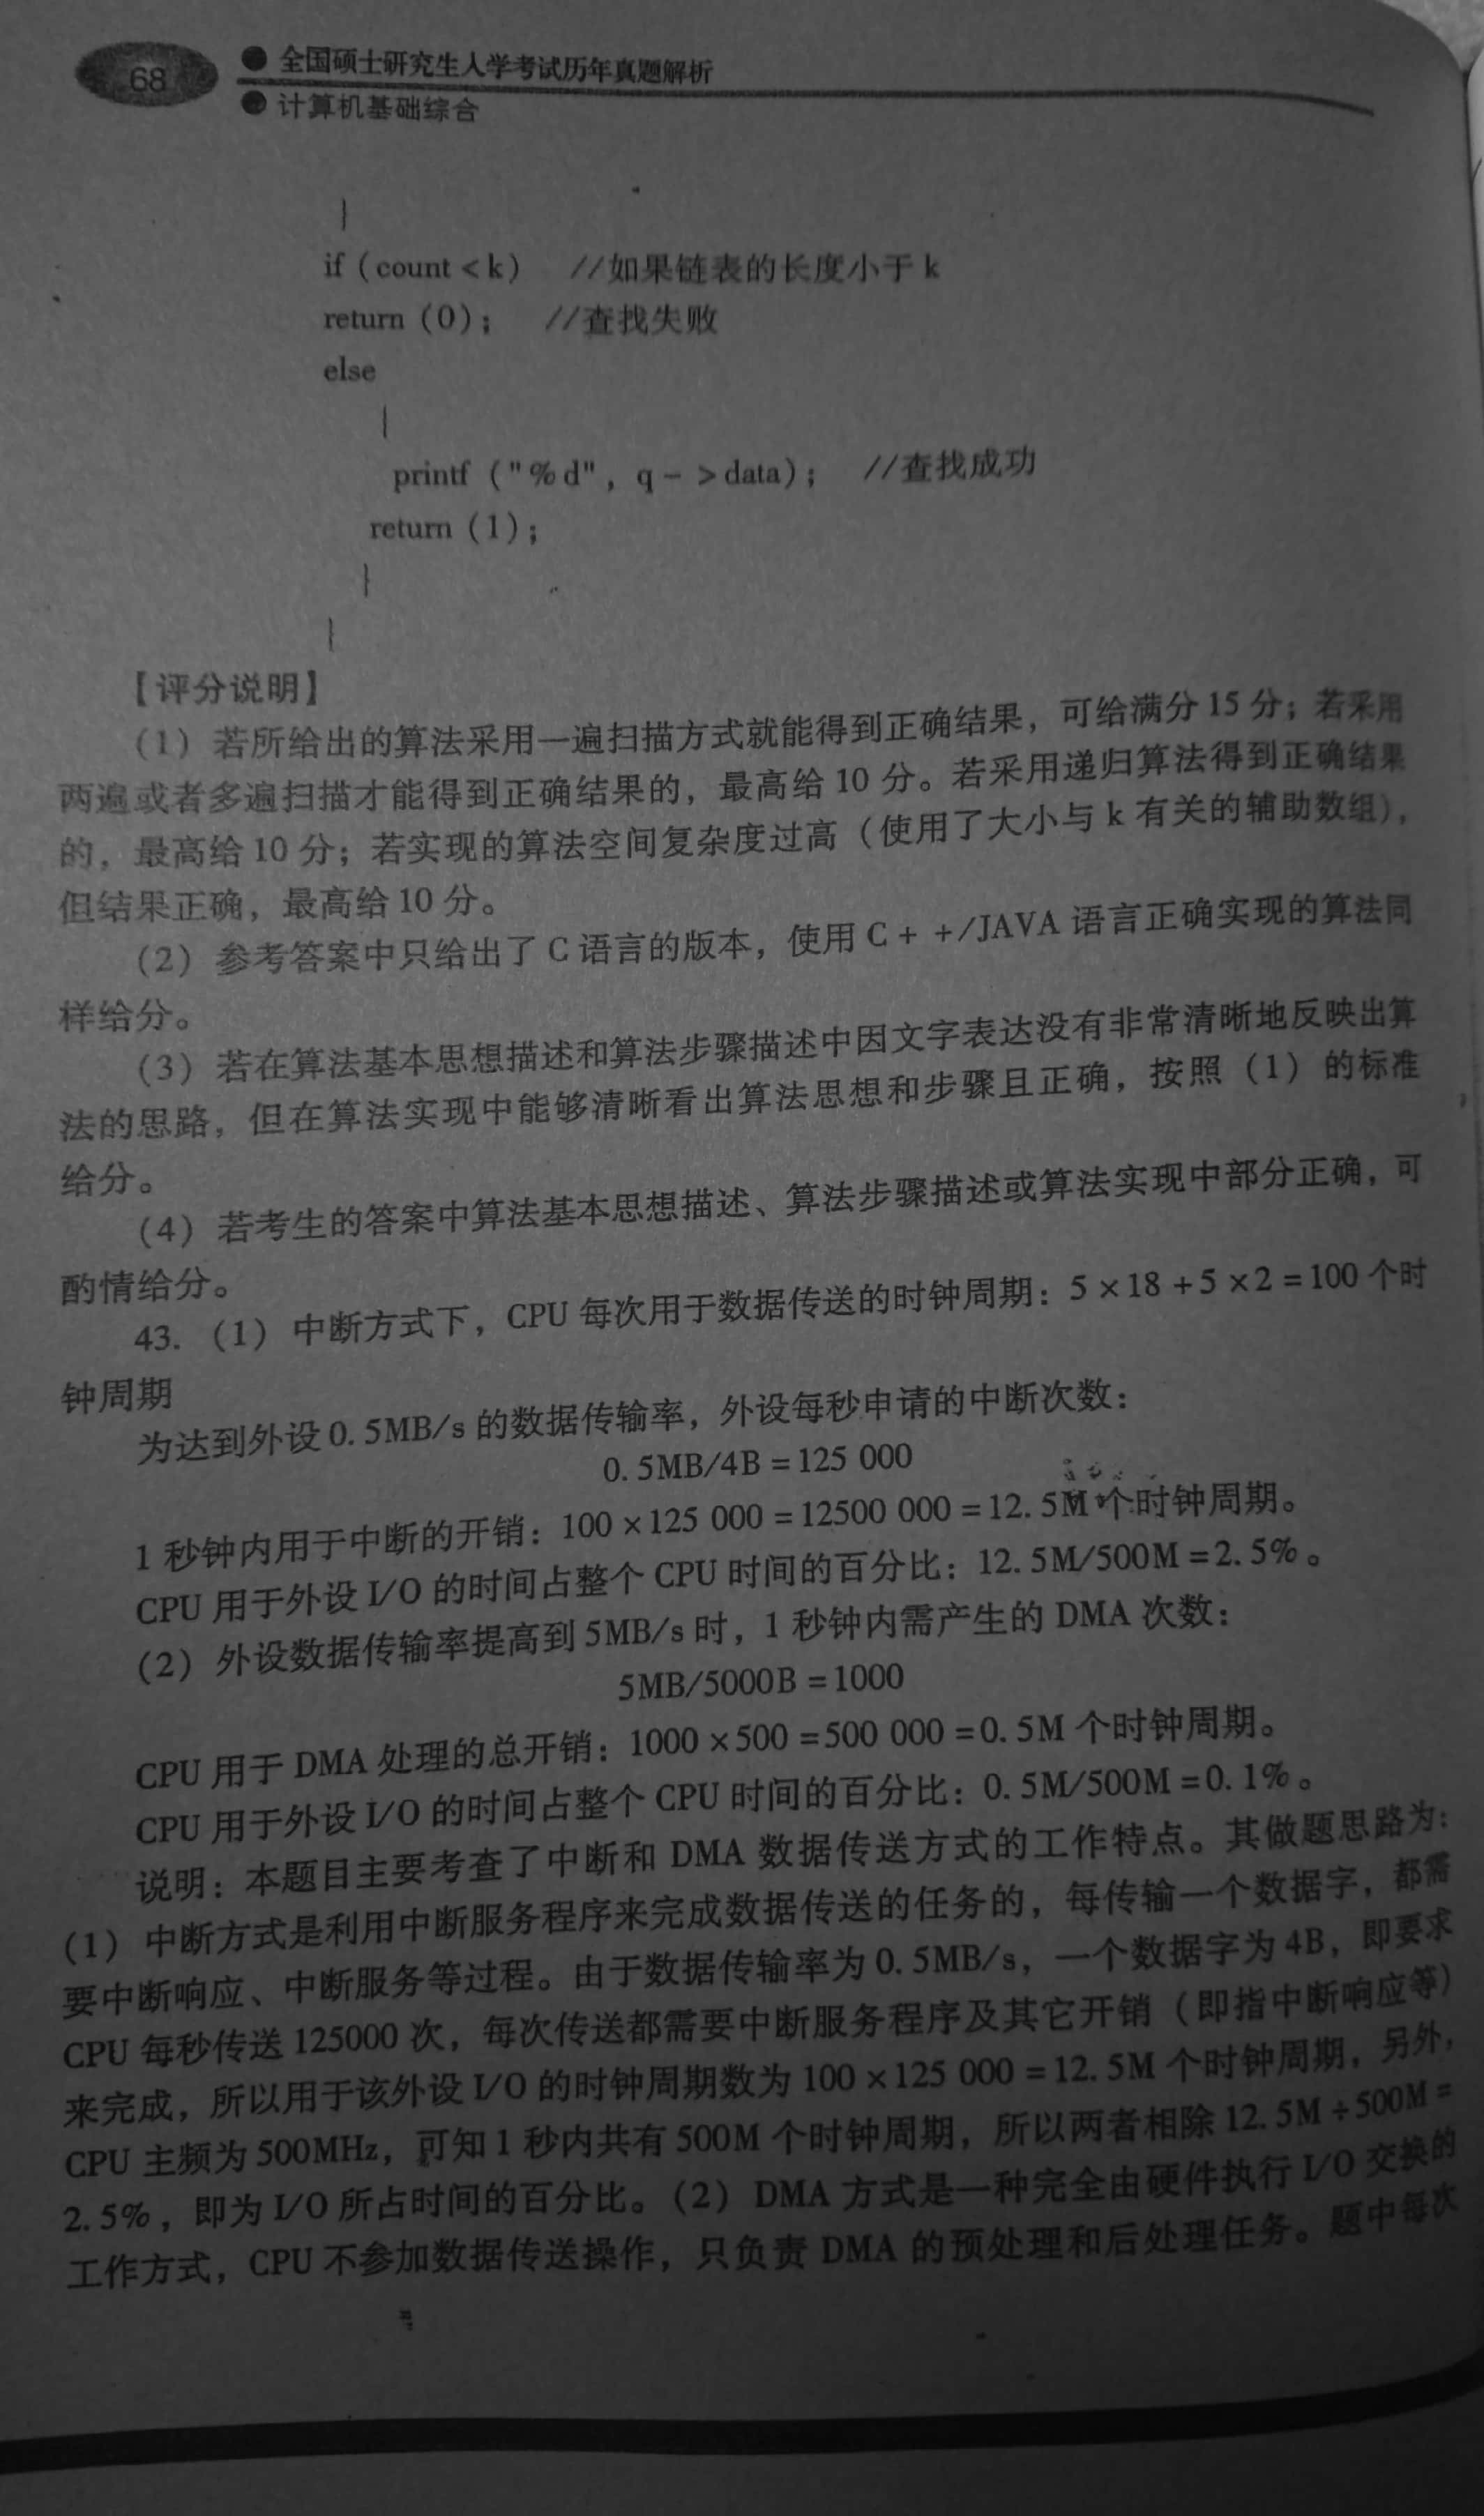 68
全国硕士研究生入学考试历年真题解析
计算机基础综合
}
if (count < k) //如果链表的长度小于 k
return (0); //查找失败
else
{
printf ("% d", q - > data); //查找成功
return (1);
}
}
【评分说明】
(1) 若所给出的算法采用一遍扫描方式就能得到正确结果，可给满分 15 分；若采用
两遍或者多遍扫描才能得到正确结果的，最高给 10 分。若采用递归算法得到正确结果
的，最高给 10 分；若实现的算法空间复杂度过高（使用了大小与 k 有关的辅助数组），
但结果正确，最高给 10 分。
(2) 参考答案中只给出了 C 语言的版本，使用 C + +/JAVA 语言正确实现的算法同
样给分。
(3) 若在算法基本思想描述和算法步骤描述中因文字表达没有非常清晰地反映出算
法的思路，但在算法实现中能够清晰看出算法思想和步骤且正确，按照（1）的标准
给分。
(4) 若考生的答案中算法基本思想描述、算法步骤描述或算法实现中部分正确，可
酌情给分。
43. (1) 中断方式下，CPU 每次用于数据传送的时钟周期：5 × 18 + 5 × 2 = 100 个时
钟周期
为达到外设 0. 5MB/s 的数据传输率，外设每秒申请的中断次数：
0. 5MB/4B = 125 000
1 秒钟内用于中断的开销：100 × 125 000 = 12500 000 = 12. 5M 个时钟周期。
CPU 用于外设 I/O 的时间占整个 CPU 时间的百分比：12. 5M/500M = 2. 5% 。
(2) 外设数据传输率提高到 5MB/s 时，1 秒钟内需产生的 DMA 次数：
5MB/5000B = 1000
CPU 用于 DMA 处理的总开销：1000 × 500 = 500 000 = 0. 5M 个时钟周期。
CPU 用于外设 I/O 的时间占整个 CPU 时间的百分比：0. 5M/500M = 0. 1% 。
说明：本题目主要考查了中断和 DMA 数据传送方式的工作特点。其做题思路为：
(1) 中断方式是利用中断服务程序来完成数据传送的任务的，每传输一个数据字，都需
要中断响应、中断服务等过程。由于数据传输率为 0. 5MB/s，一个数据字为 4B，即要求
CPU 每秒传送 125000 次，每次传送都需要中断服务程序及其它开销（即指中断响应等）
来完成，所以用于该外设 I/O 的时钟周期数为 100 × 125 000 = 12. 5M 个时钟周期，另外，
CPU 主频为 500MHz，可知 1 秒内共有 500M 个时钟周期，所以两者相除 12. 5M ÷ 500M =
2. 5% ，即为 I/O 所占时间的百分比。(2) DMA 方式是一种完全由硬件执行 I/O 交换的
工作方式，CPU 不参加数据传送操作，只负责 DMA 的预处理和后处理任务。题中每次